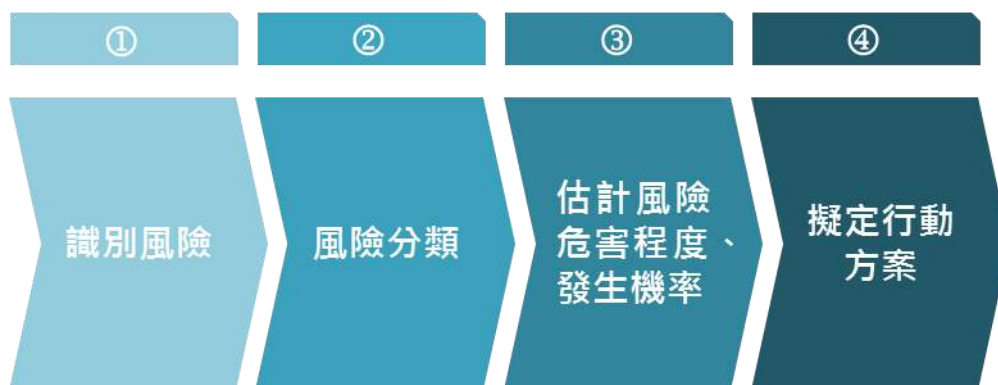 ①
②
③
④
識別風險
風險分類
估計風險
危害程度、
發生機率
擬定行動
方案